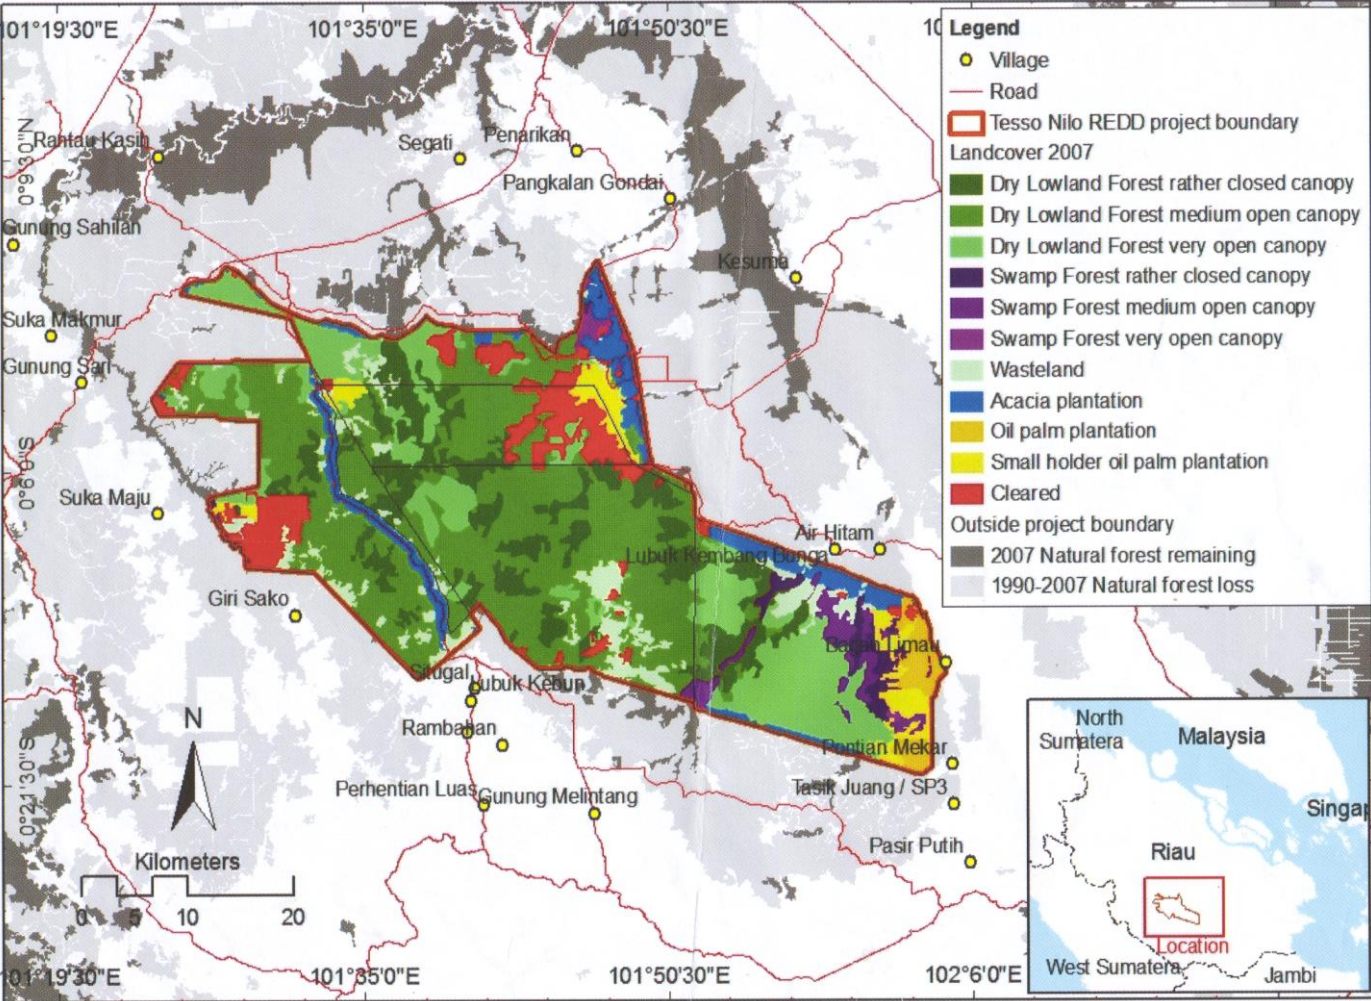 101°19'30"E
101°35'0"E
101°50'30"E
10
0°9'30"N
0°6'0"S
0°21'30"S
Rantau Kasih
Segati
Penarikan
Pangkalan Gondai
Gunung Sahilan
Kesuma
Suka Makmur
Gunung Sari
Suka Maju
Air Hitam
Lubuk Kembang Bunga
Giri Sako
Bagan Limau
Situgal
Lubuk Kebun
Rambahan
Pontian Mekar
Perhentian Luas
Gunung Melintang
Tasik Juang / SP3
Pasir Putih
N
Kilometers
0 5 10 20
101°19'30"E
101°35'0"E
101°50'30"E
102°6'0"E
Legend
Village
Road
Tesso Nilo REDD project boundary
Landcover 2007
Dry Lowland Forest rather closed canopy
Dry Lowland Forest medium open canopy
Dry Lowland Forest very open canopy
Swamp Forest rather closed canopy
Swamp Forest medium open canopy
Swamp Forest very open canopy
Wasteland
Acacia plantation
Oil palm plantation
Small holder oil palm plantation
Cleared
Outside project boundary
2007 Natural forest remaining
1990-2007 Natural forest loss
North
Sumatera
Malaysia
Singap
Riau
Location
West Sumatera
Jambi